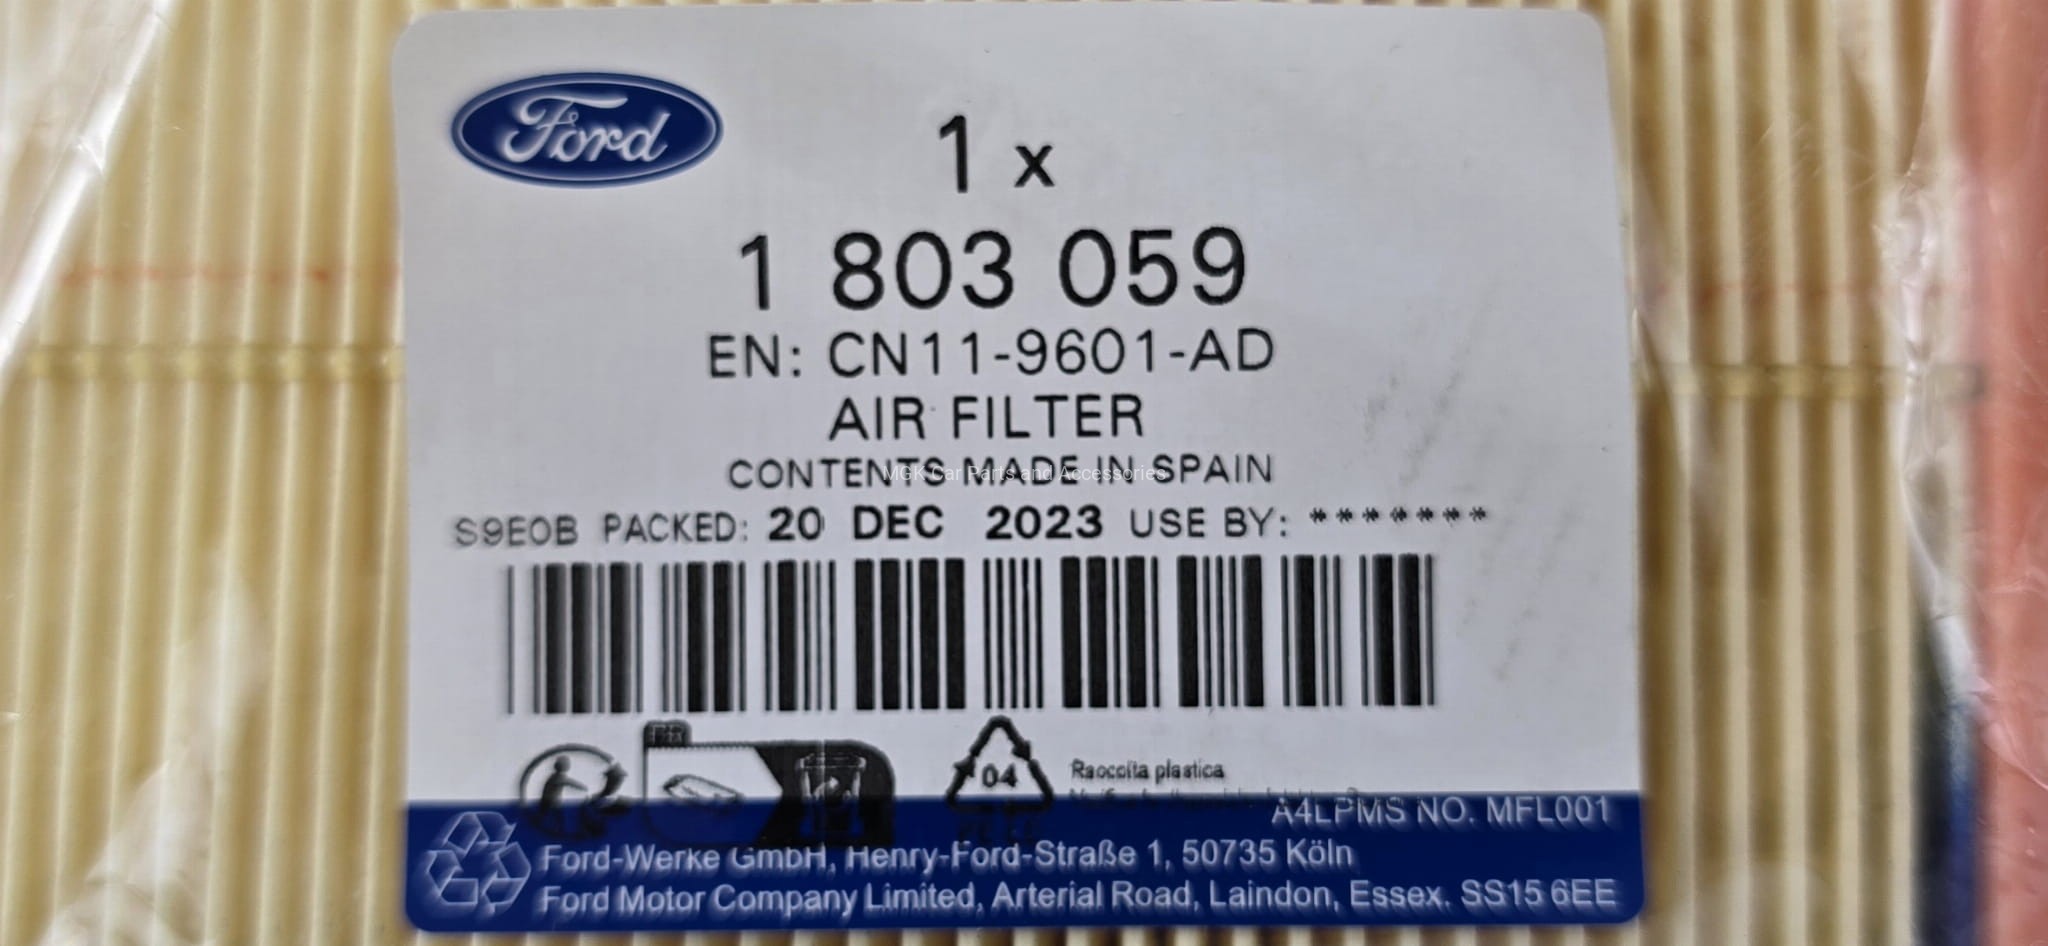 Ford
1 x
1 803 059
EN: CN11-9601-AD
AIR FILTER
CONTENTS MADE IN SPAIN
MGK Car Parts and Accessories
S9E0B PACKED: 20 DEC 2023 USE BY: *******
04
Raccolta plastica
A4LPMS NO. MFL001
Ford-Werke GmbH, Henry-Ford-Straße 1, 50735 Köln
Ford Motor Company Limited, Arterial Road, Laindon, Essex. SS15 6EE